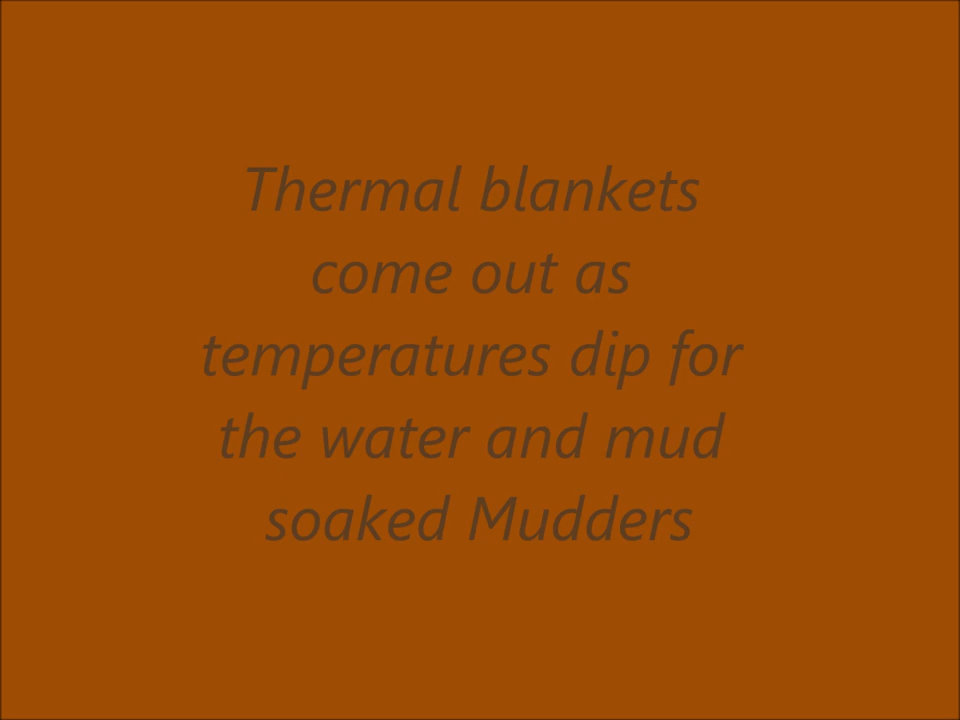 Thermal blankets
come out as
temperatures dip for
the water and mud
soaked Mudders